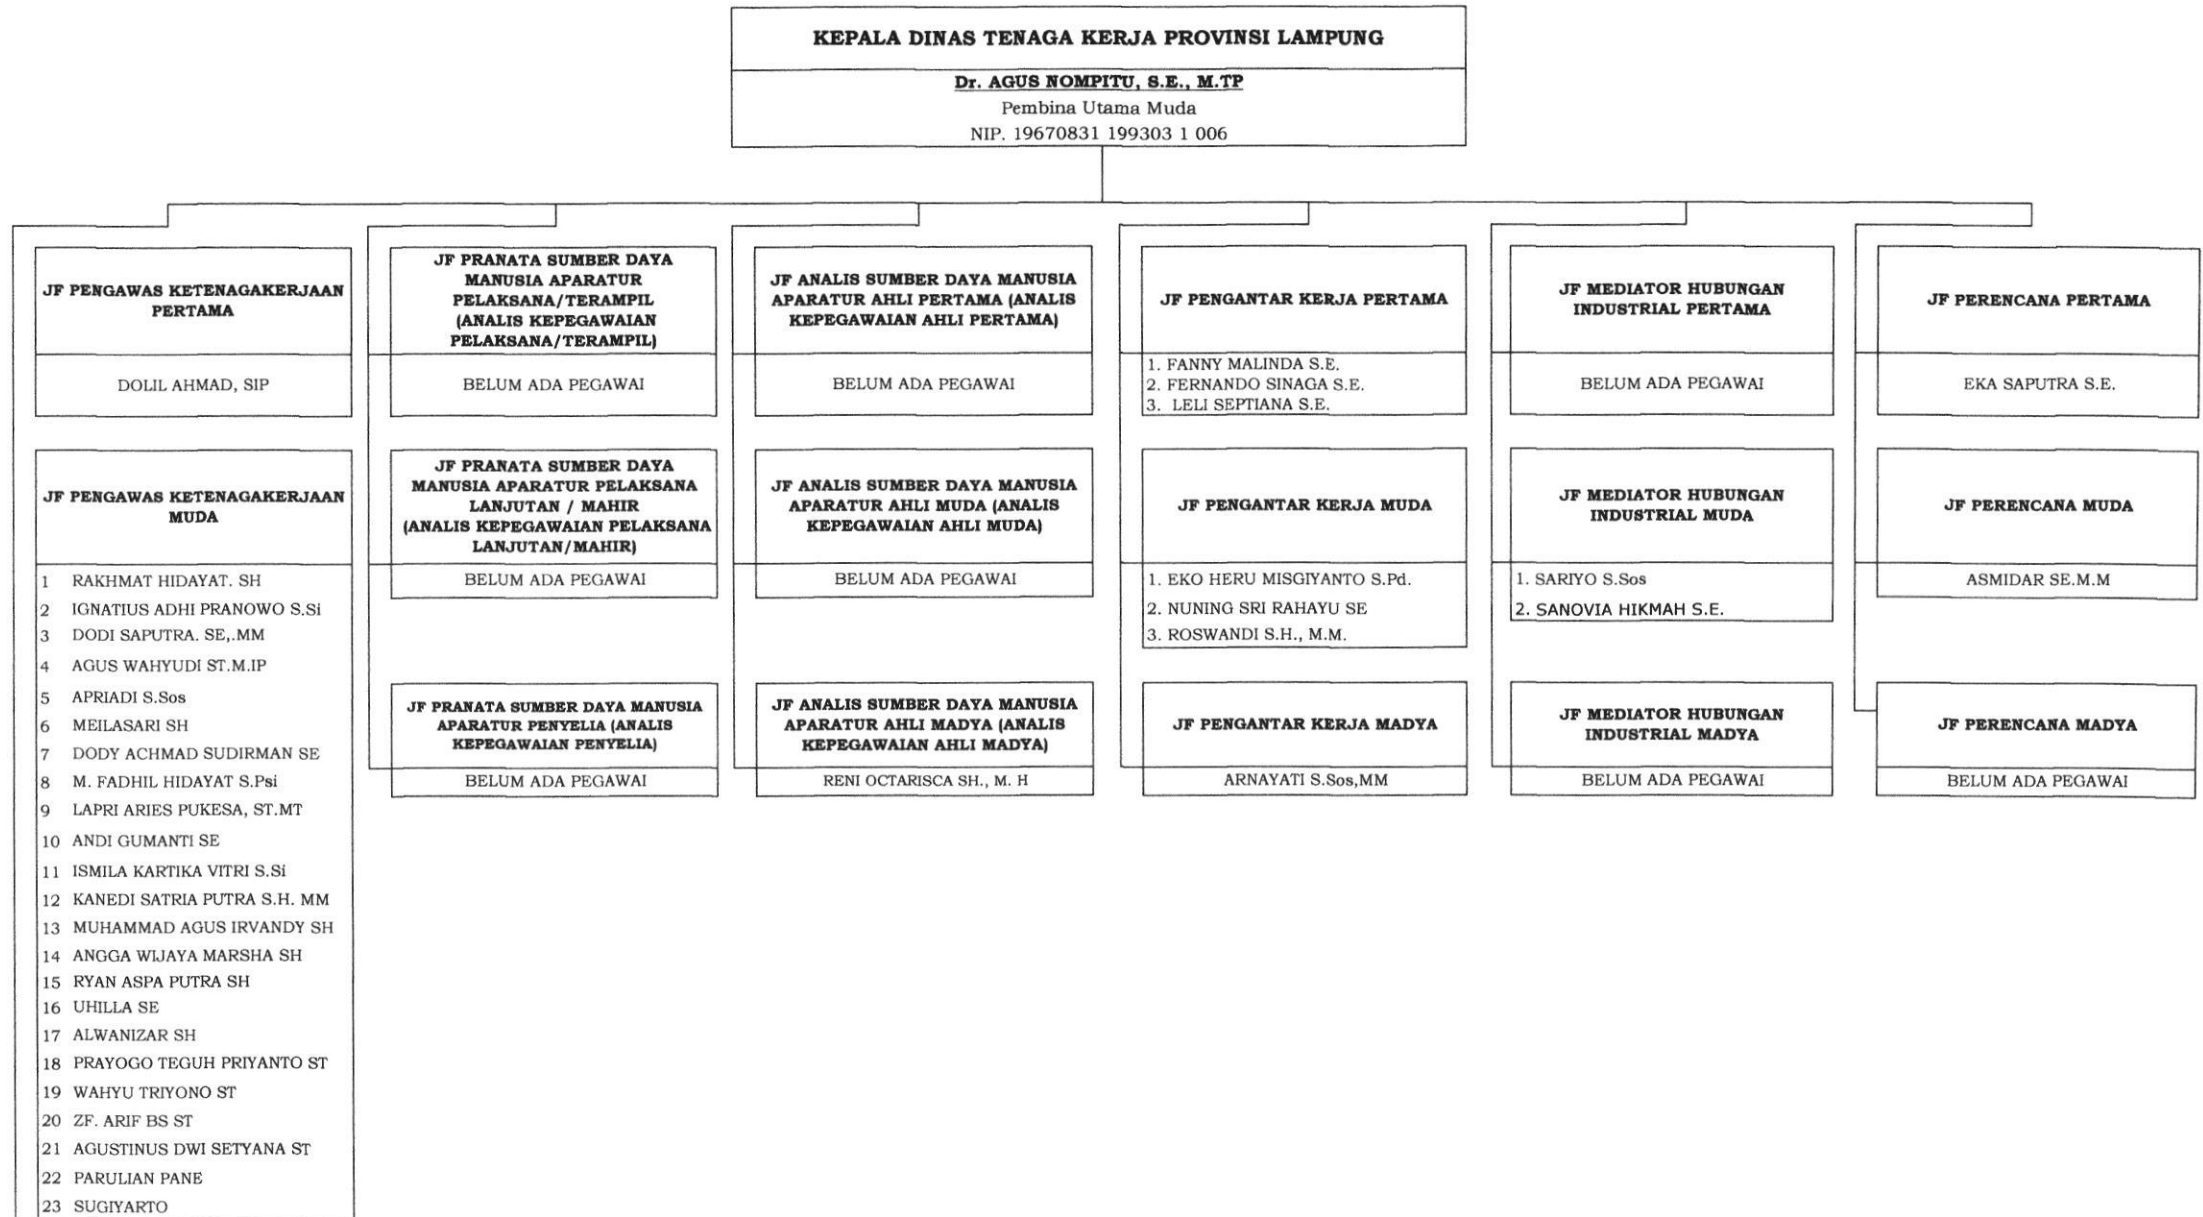 KEPALA DINAS TENAGA KERJA PROVINSI LAMPUNG
Dr. AGUS NOMPITU, S.E., M.TP
Pembina Utama Muda
NIP. 19670831 199303 1 006
JF PENGAWAS KETENAGAKERJAAN
PERTAMA
DOLIL AHMAD, SIP
JF PENGAWAS KETENAGAKERJAAN
MUDA
1 RAKHMAT HIDAYAT. SH
2 IGNATIUS ADHI PRANOWO S.Si
3 DODI SAPUTRA. SE,.MM
4 AGUS WAHYUDI ST.M.IP
5 APRIADI S.Sos
6 MEILASARI SH
7 DODY ACHMAD SUDIRMAN SE
8 M. FADHIL HIDAYAT S.Psi
9 LAPRI ARIES PUKESA, ST.MT
10 ANDI GUMANTI SE
11 ISMILA KARTIKA VITRI S.Si
12 KANEDI SATRIA PUTRA S.H. MM
13 MUHAMMAD AGUS IRVANDY SH
14 ANGGA WIJAYA MARSHA SH
15 RYAN ASPA PUTRA SH
16 UHILLA SE
17 ALWANIZAR SH
18 PRAYOGO TEGUH PRIYANTO ST
19 WAHYU TRIYONO ST
20 ZF. ARIF BS ST
21 AGUSTINUS DWI SETYANA ST
22 PARULIAN PANE
23 SUGIYARTO
JF PRANATA SUMBER DAYA
MANUSIA APARATUR
PELAKSANA/TERAMPIL
(ANALIS KEPEGAWAIAN
PELAKSANA/TERAMPIL)
BELUM ADA PEGAWAI
JF PRANATA SUMBER DAYA
MANUSIA APARATUR PELAKSANA
LANJUTAN / MAHIR
(ANALIS KEPEGAWAIAN PELAKSANA
LANJUTAN/MAHIR)
BELUM ADA PEGAWAI
JF PRANATA SUMBER DAYA MANUSIA
APARATUR PENYELIA (ANALIS
KEPEGAWAIAN PENYELIA)
BELUM ADA PEGAWAI
JF ANALIS SUMBER DAYA MANUSIA
APARATUR AHLI PERTAMA (ANALIS
KEPEGAWAIAN AHLI PERTAMA)
BELUM ADA PEGAWAI
JF ANALIS SUMBER DAYA MANUSIA
APARATUR AHLI MUDA (ANALIS
KEPEGAWAIAN AHLI MUDA)
BELUM ADA PEGAWAI
JF ANALIS SUMBER DAYA MANUSIA
APARATUR AHLI MADYA (ANALIS
KEPEGAWAIAN AHLI MADYA)
RENI OCTARISCA SH., M. H
JF PENGANTAR KERJA PERTAMA
1. FANNY MALINDA S.E.
2. FERNANDO SINAGA S.E.
3. LELI SEPTIANA S.E.
JF PENGANTAR KERJA MUDA
1. EKO HERU MISGIYANTO S.Pd.
2. NUNING SRI RAHAYU SE
3. ROSWANDI S.H., M.M.
JF PENGANTAR KERJA MADYA
ARNAYATI S.Sos,MM
JF MEDIATOR HUBUNGAN
INDUSTRIAL PERTAMA
BELUM ADA PEGAWAI
JF MEDIATOR HUBUNGAN
INDUSTRIAL MUDA
1. SARIYO S.Sos
2. SANOVIA HIKMAH S.E.
JF MEDIATOR HUBUNGAN
INDUSTRIAL MADYA
BELUM ADA PEGAWAI
JF PERENCANA PERTAMA
EKA SAPUTRA S.E.
JF PERENCANA MUDA
ASMIDAR SE.M.M
JF PERENCANA MADYA
BELUM ADA PEGAWAI